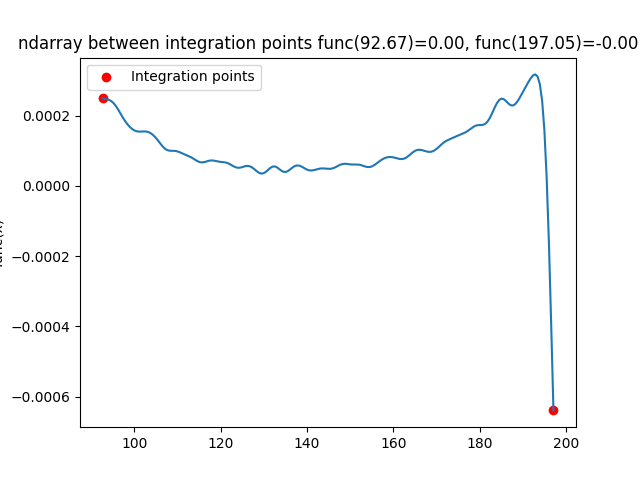 ndarray between integration points func(92.67)=0.00, func(197.05)=-0.00
Integration points
0.0002
0.0000
−0.0002
−0.0004
−0.0006
100 120 140 160 180 200